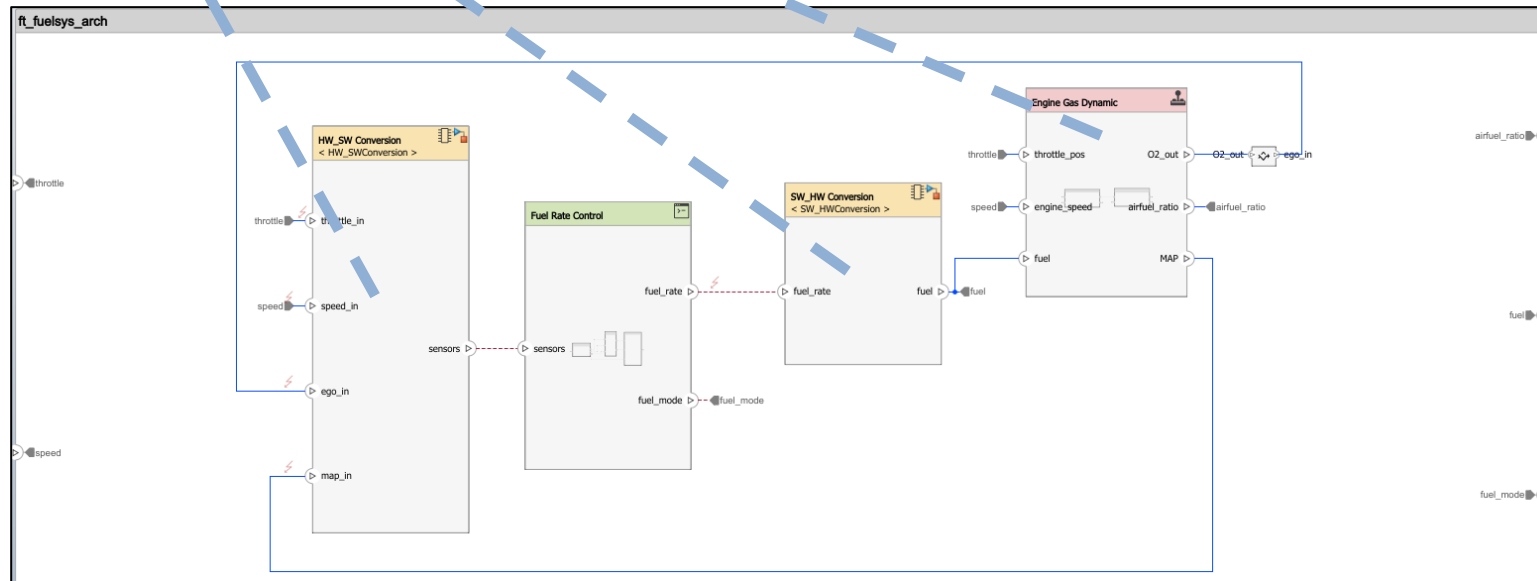 ft_fuelsys_arch
throttle
speed
HW_SW Conversion
< HW_SWConversion >
throttle
throttle_in
speed
speed_in
ego_in
map_in
sensors
Fuel Rate Control
sensors
fuel_rate
fuel_mode
fuel_mode
SW_HW Conversion
< SW_HWConversion >
fuel_rate
fuel
fuel
Engine Gas Dynamic
throttle
throttle_pos
speed
engine_speed
fuel
O2_out
airfuel_ratio
MAP
O2_out
ego_in
airfuel_ratio
airfuel_ratio
fuel
fuel_mode